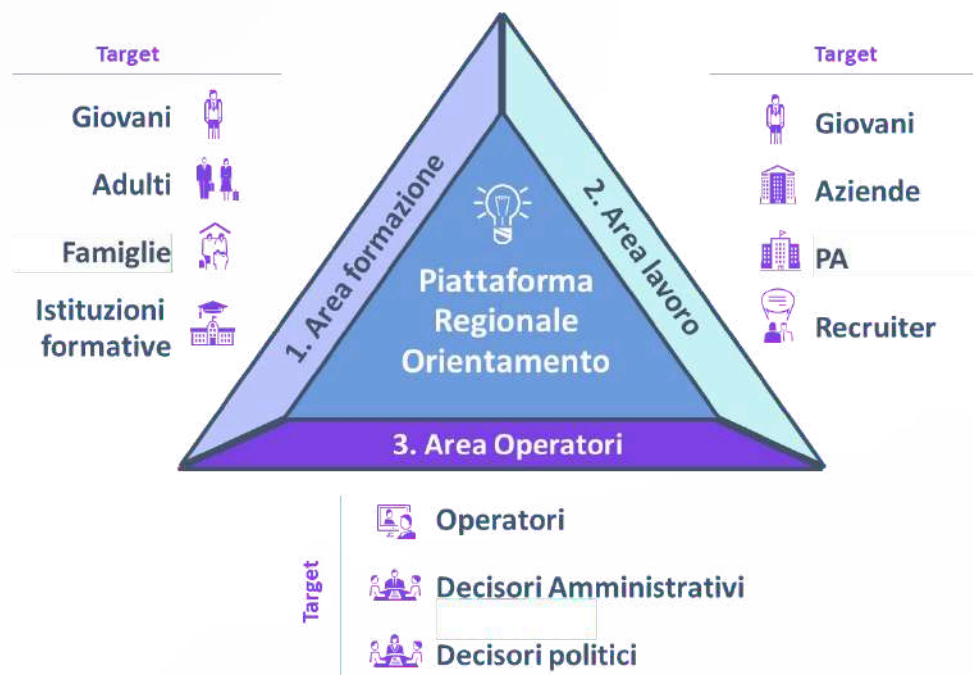 Target
Giovani
Adulti
Famiglie
Istituzioni
formative
1. Area formazione
Piattaforma
Regionale
Orientamento
2. Area lavoro
Target
Giovani
Aziende
PA
Recruiter
3. Area Operatori
Target
Operatori
Decisori Amministrativi
Decisori politici